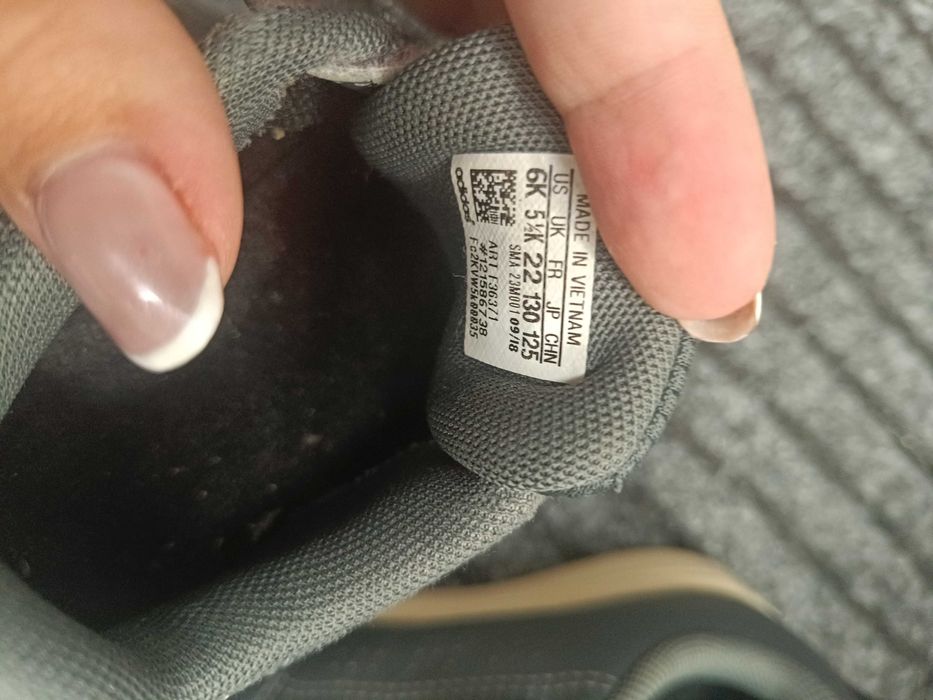 MADE IN VIETNAM
US UK FR JP CHN
6K 5½K 22 130 125
SMA 23M001 09/18
ART F36371
#121586738
Fc2KVW5k00035
adidas